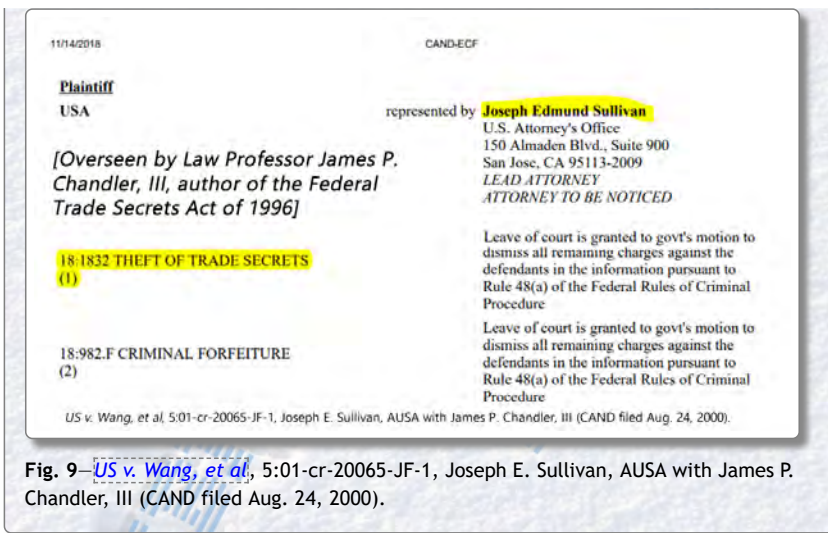 11/14/2018 CAND-ECF
Plaintiff
USA represented by Joseph Edmund Sullivan
U.S. Attorney's Office
150 Almaden Blvd., Suite 900
San Jose, CA 95113-2009
LEAD ATTORNEY
ATTORNEY TO BE NOTICED
[Overseen by Law Professor James P.
Chandler, III, author of the Federal
Trade Secrets Act of 1996]
18:1832 THEFT OF TRADE SECRETS
(1)
Leave of court is granted to govt's motion to
dismiss all remaining charges against the
defendants in the information pursuant to
Rule 48(a) of the Federal Rules of Criminal
Procedure
18:982.F CRIMINAL FORFEITURE
(2)
Leave of court is granted to govt's motion to
dismiss all remaining charges against the
defendants in the information pursuant to
Rule 48(a) of the Federal Rules of Criminal
Procedure
US v. Wang, et al, 5:01-cr-20065-JF-1, Joseph E. Sullivan, AUSA with James P. Chandler, III (CAND filed Aug. 24, 2000).
Fig. 9—US v. Wang, et al, 5:01-cr-20065-JF-1, Joseph E. Sullivan, AUSA with James P.
Chandler, III (CAND filed Aug. 24, 2000).